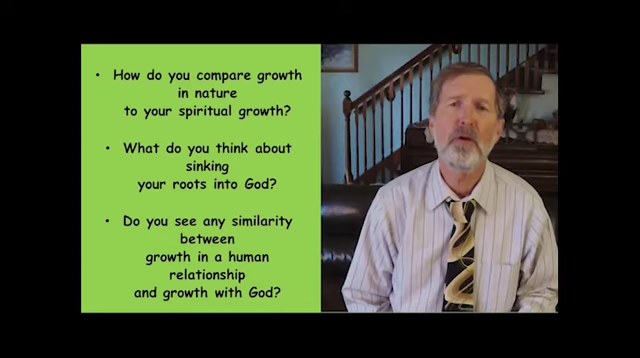 • How do you compare growth
in nature
to your spiritual growth?
• What do you think about
sinking
your roots into God?
• Do you see any similarity
between
growth in a human
relationship
and growth with God?